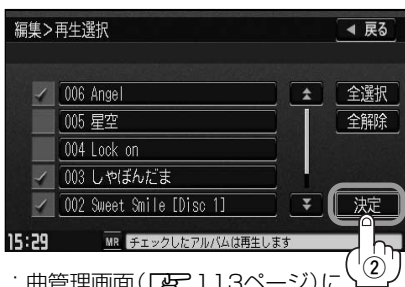 編集>再生選択 ◀ 戻る
006 Angel 全選択
005 星空 全解除
004 Lock on
003 しゃぼんだま
002 Sweet Smile [Disc 1] 決定
15:29 MR チェックしたアルバムは再生します
②
:曲管理画面(113ページ)に